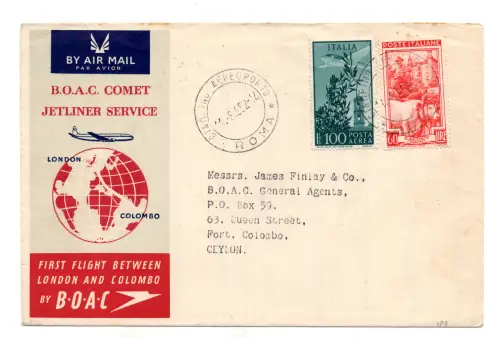 BY AIR MAIL
PAR AVION
B.O.A.C. COMET
JETLINER SERVICE
LONDON
COLOMBO
FIRST FLIGHT BETWEEN
LONDON AND COLOMBO
BY B·O·A·C
AEROPORTO
ROMA
ITALIA
L. 100 POSTA
AEREA
POSTE ITALIANE
60 LIRE
Messrs. James Finlay & Co.,
B.O.A.C. General Agents,
P.O. Box 59.
63. Queen Street,
Fort, Colombo.
CEYLON.